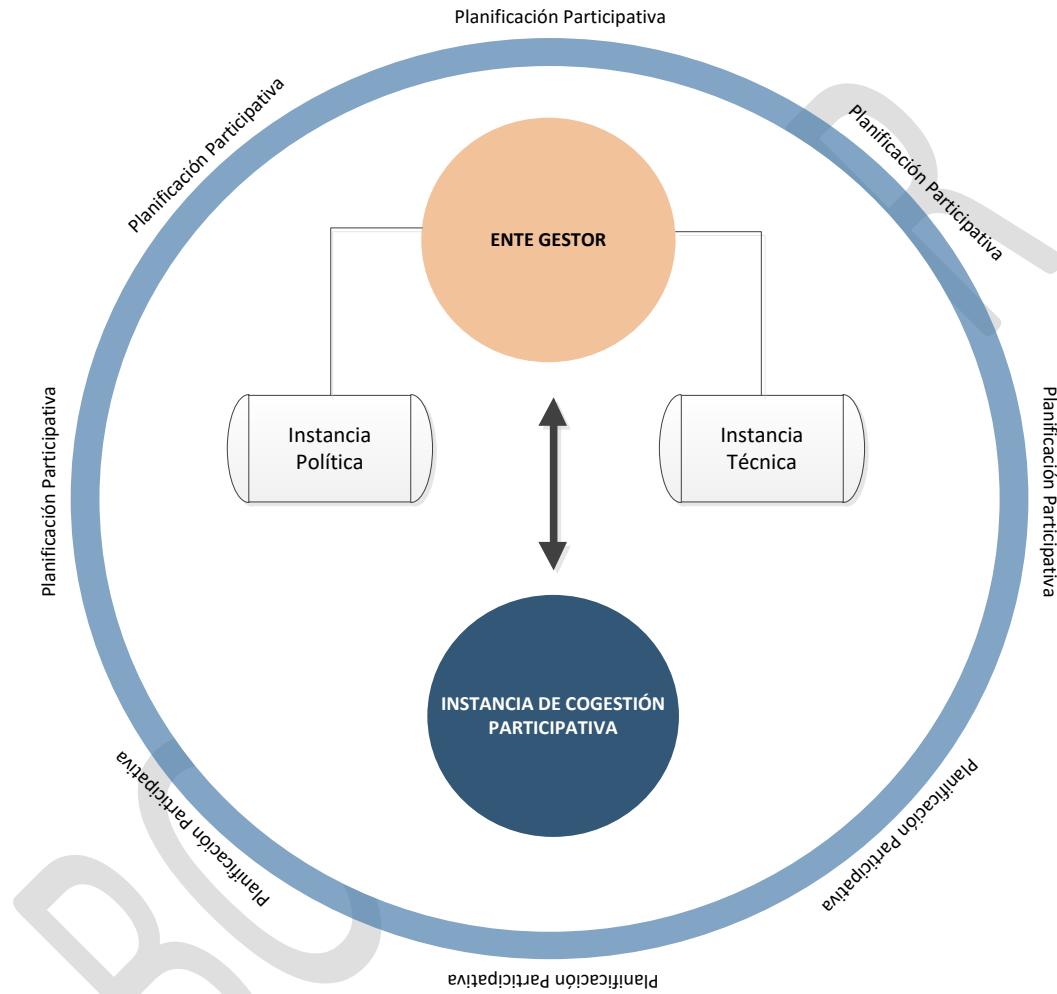 Planificación Participativa
Planificación Participativa
Planificación Participativa
ENTE GESTOR
Planificación Participativa
Planificación Participativa
Instancia
Política
Instancia
Técnica
INSTANCIA DE COGESTIÓN
PARTICIPATIVA
Planificación Participativa
Planificación Participativa
Planificación Participativa